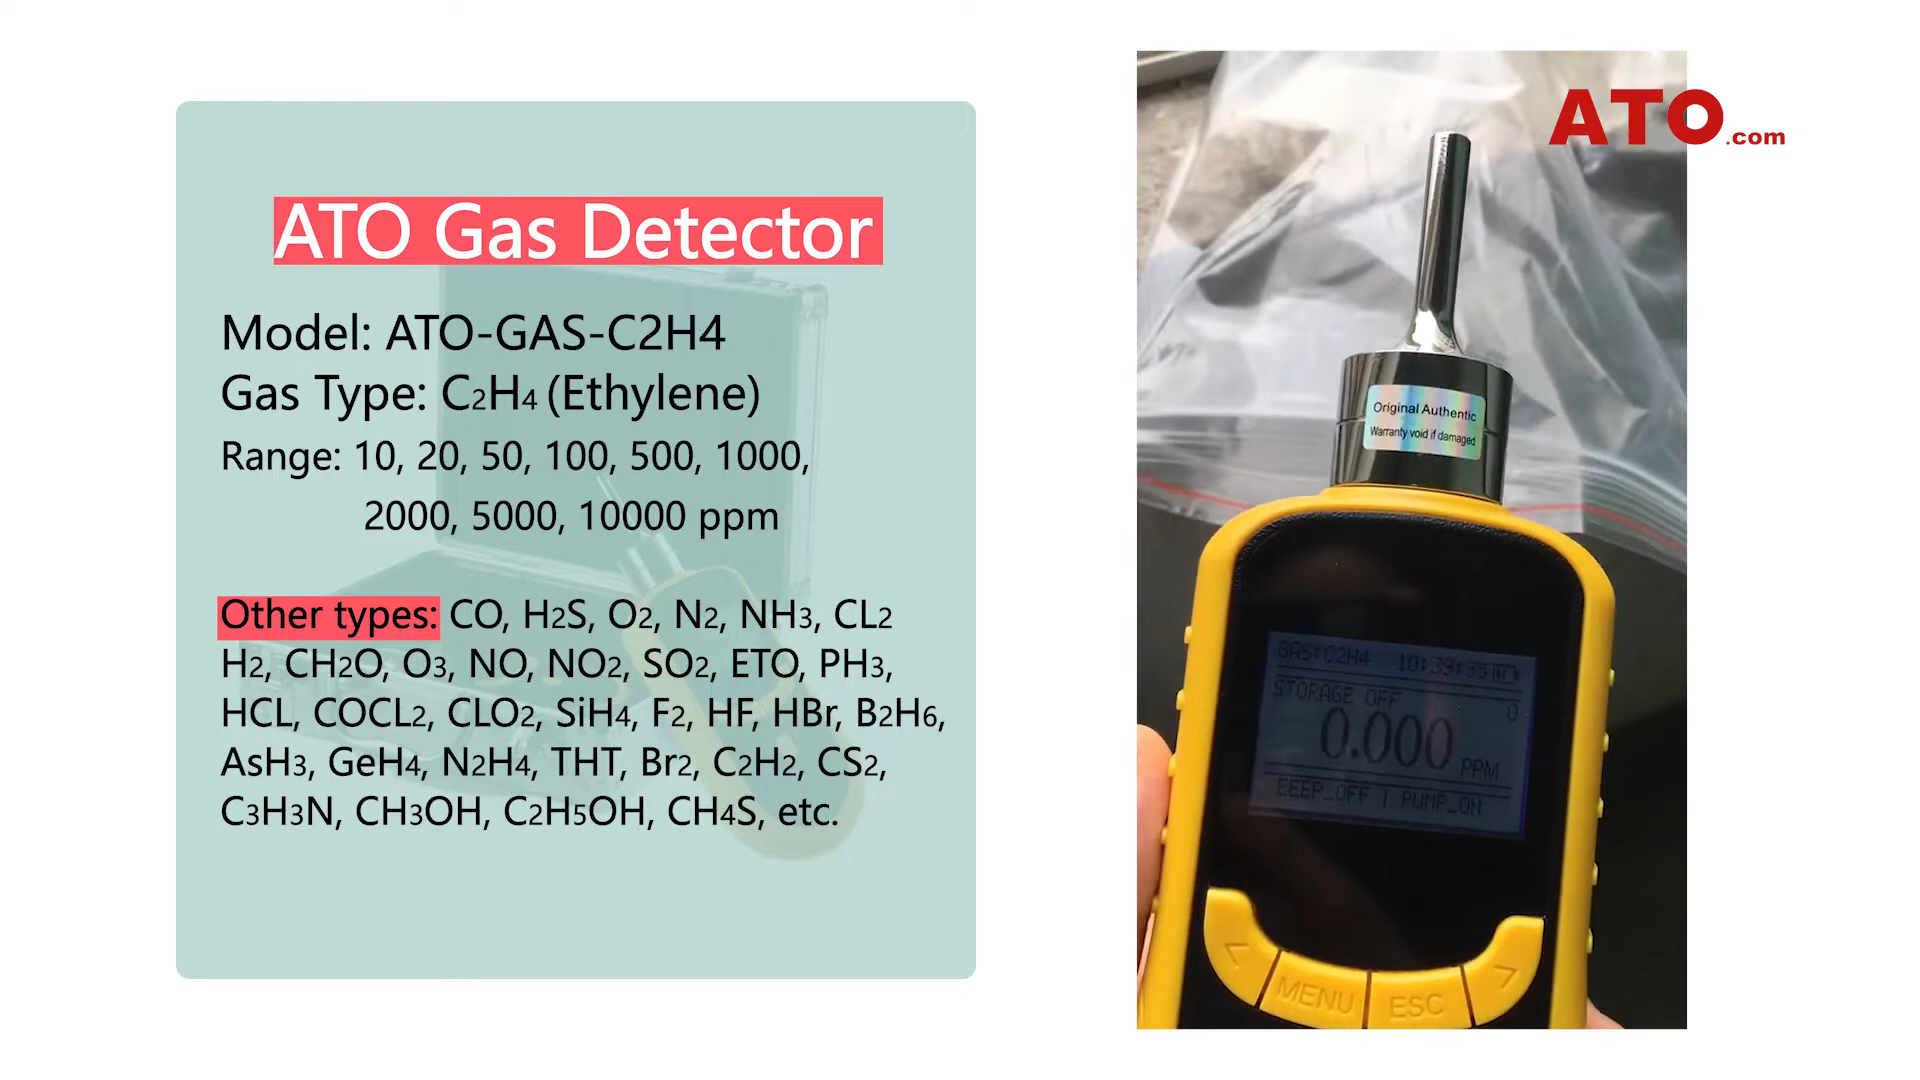 ATO Gas Detector
Model: ATO-GAS-C2H4
Gas Type: C2H4 (Ethylene)
Range: 10, 20, 50, 100, 500, 1000,
2000, 5000, 10000 ppm
Other types: CO, H2S, O2, N2, NH3, CL2
H2, CH2O, O3, NO, NO2, SO2, ETO, PH3,
HCL, COCL2, CLO2, SiH4, F2, HF, HBr, B2H6,
AsH3, GeH4, N2H4, THT, Br2, C2H2, CS2,
C3H3N, CH3OH, C2H5OH, CH4S, etc.
ATO.com
Original Authentic
Warranty void if damaged
GAS:C2H4
STORAGE OFF 0
0.000 PPM
PUMP_ON
< MENU ESC >